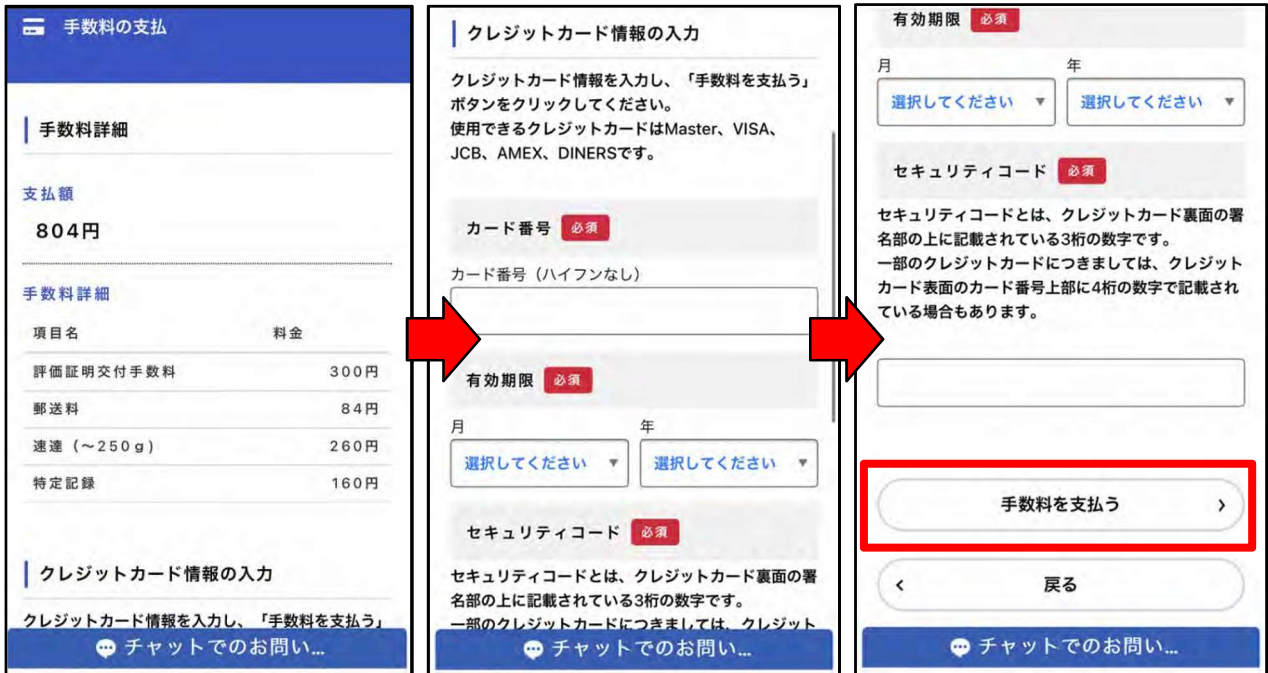 手数料の支払
手数料詳細
支払額
804円
手数料詳細
項目名 料金
評価証明交付手数料 300円
郵送料 84円
速達（～250g） 260円
特定記録 160円
クレジットカード情報の入力
クレジットカード情報を入力し、「手数料を支払う」
チャットでのお問い…
クレジットカード情報の入力
クレジットカード情報を入力し、「手数料を支払う」
ボタンをクリックしてください。
使用できるクレジットカードはMaster、VISA、
JCB、AMEX、DINERSです。
カード番号 必須
カード番号（ハイフンなし）
有効期限 必須
月 年
選択してください ▼ 選択してください ▼
セキュリティコード 必須
セキュリティコードとは、クレジットカード裏面の署
名部の上に記載されている3桁の数字です。
一部のクレジットカードにつきましては、クレジット
チャットでのお問い…
有効期限 必須
月 年
選択してください ▼ 選択してください ▼
セキュリティコード 必須
セキュリティコードとは、クレジットカード裏面の署
名部の上に記載されている3桁の数字です。
一部のクレジットカードにつきましては、クレジット
カード表面のカード番号上部に4桁の数字で記載され
ている場合もあります。
手数料を支払う ›
‹ 戻る
チャットでのお問い…